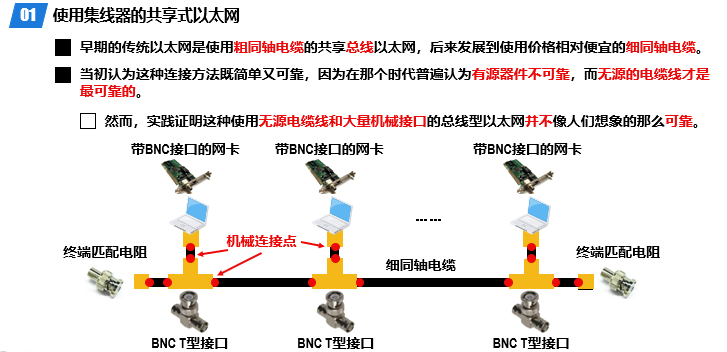 01 使用集线器的共享式以太网
早期的传统以太网是使用粗同轴电缆的共享总线以太网，后来发展到使用价格相对便宜的细同轴电缆。
当初认为这种连接方法既简单又可靠，因为在那个时代普遍认为有源器件不可靠，而无源的电缆线才是
最可靠的。
然而，实践证明这种使用无源电缆线和大量机械接口的总线型以太网并不像人们想象的那么可靠。
带BNC接口的网卡 带BNC接口的网卡 带BNC接口的网卡
……
机械连接点
终端匹配电阻 细同轴电缆 终端匹配电阻
BNC T型接口 BNC T型接口 BNC T型接口